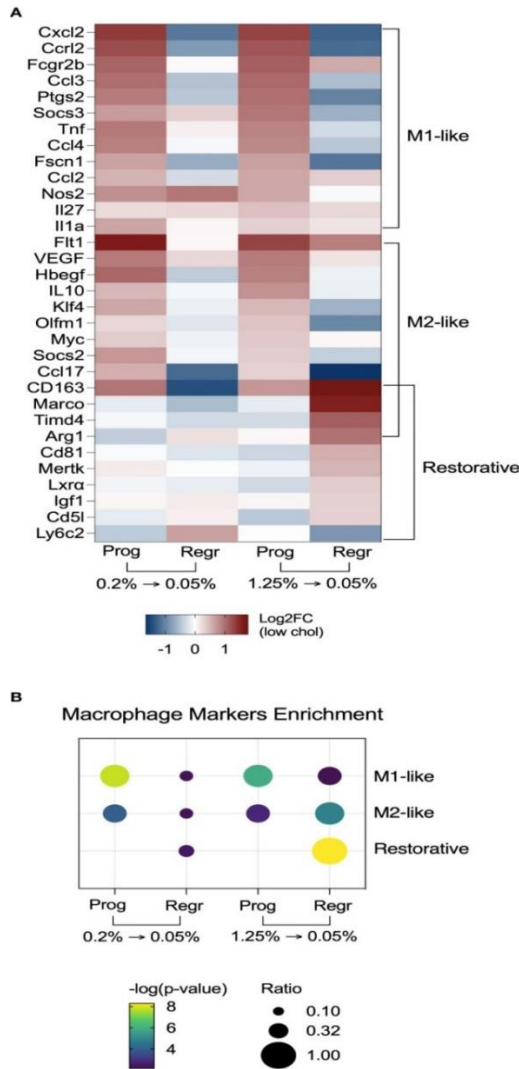 A
Cxcl2
Ccrl2
Fcgr2b
Ccl3
Ptgs2
Socs3
Tnf
Ccl4
Fscn1
Ccl2
Nos2
Il27
Il1a
Flt1
VEGF
Hbegf
IL10
Klf4
Olfm1
Myc
Socs2
Ccl17
CD163
Marco
Timd4
Arg1
Cd81
Mertk
Lxrα
Igf1
Cd5l
Ly6c2
M1-like
M2-like
Restorative
Prog Regr Prog Regr
0.2% → 0.05% 1.25% → 0.05%
-1 0 1
Log2FC
(low chol)
B
Macrophage Markers Enrichment
M1-like
M2-like
Restorative
Prog Regr Prog Regr
0.2% → 0.05% 1.25% → 0.05%
-log(p-value) Ratio
8 0.10
6 0.32
4 1.00